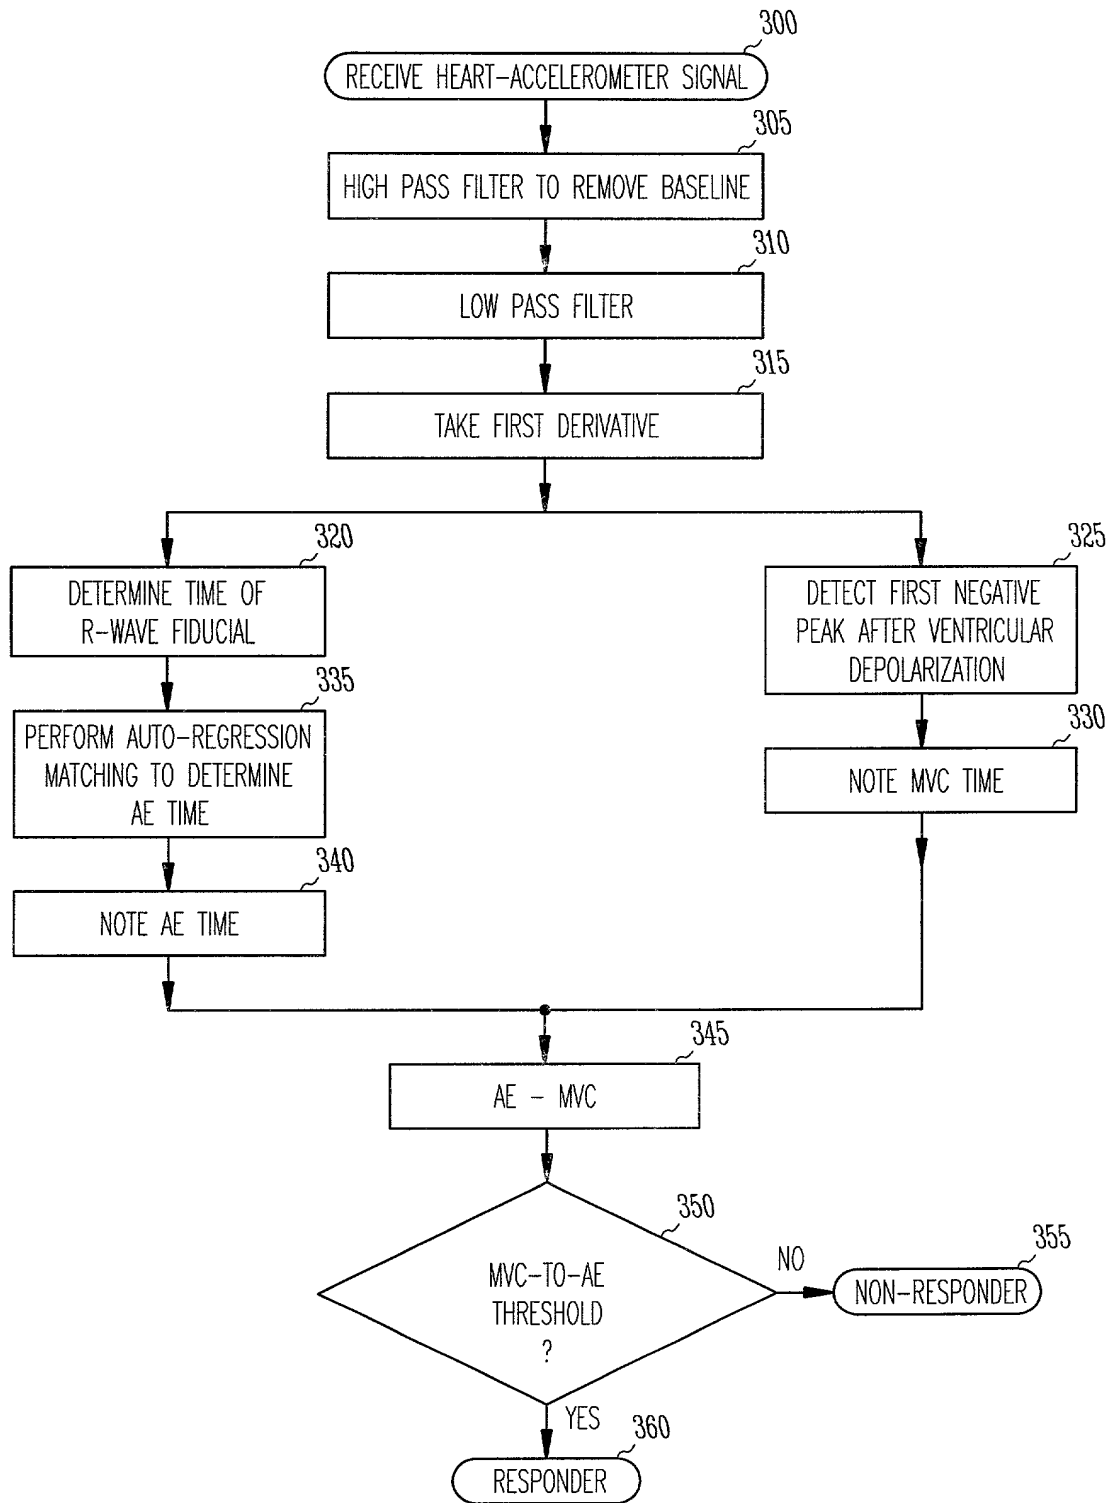 300
RECEIVE HEART-ACCELEROMETER SIGNAL
305
HIGH PASS FILTER TO REMOVE BASELINE
310
LOW PASS FILTER
315
TAKE FIRST DERIVATIVE
320
DETERMINE TIME OF
R-WAVE FIDUCIAL
335
PERFORM AUTO-REGRESSION
MATCHING TO DETERMINE
AE TIME
340
NOTE AE TIME
325
DETECT FIRST NEGATIVE
PEAK AFTER VENTRICULAR
DEPOLARIZATION
330
NOTE MVC TIME
345
AE - MVC
350
MVC-TO-AE
THRESHOLD
?
NO
355
NON-RESPONDER
YES
360
RESPONDER